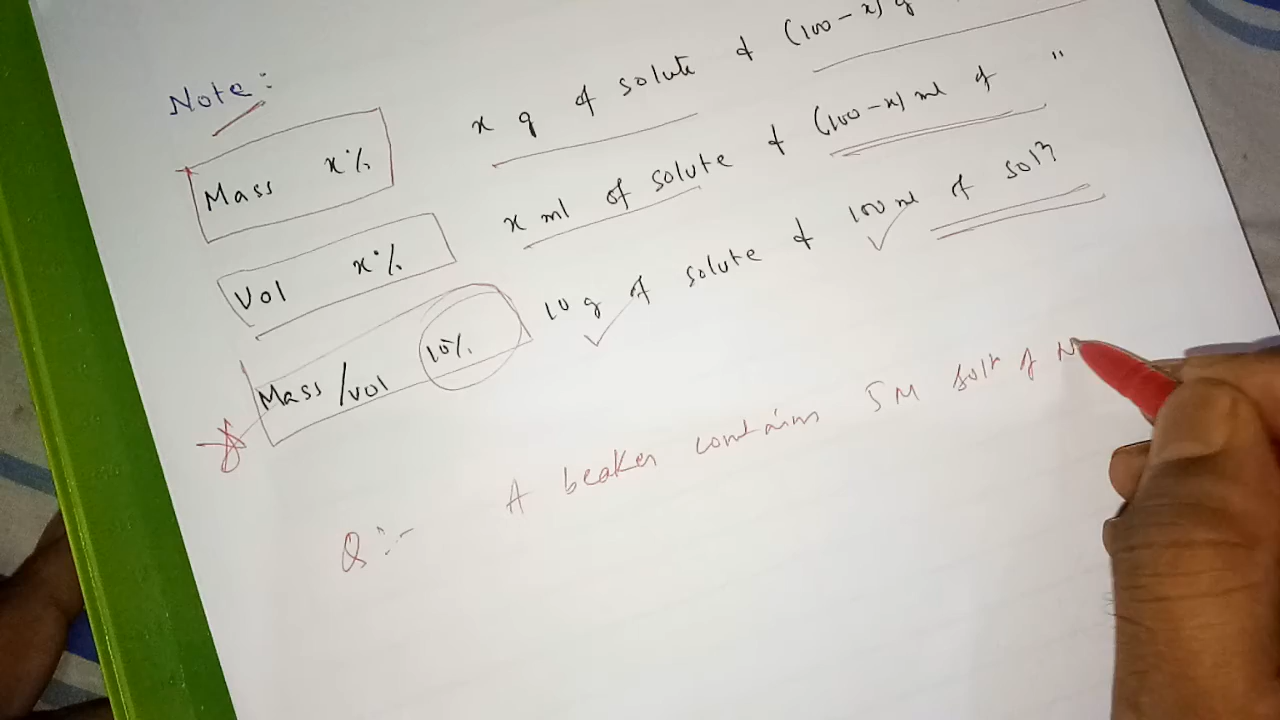 Note:
Mass x% x g of solute & (100-x) g
Vol x% x ml of solute & (100-x) ml of "
Mass/vol 10% 10 g of solute & 100 ml of solⁿ
Q:- A beaker contains 5M solⁿ of N